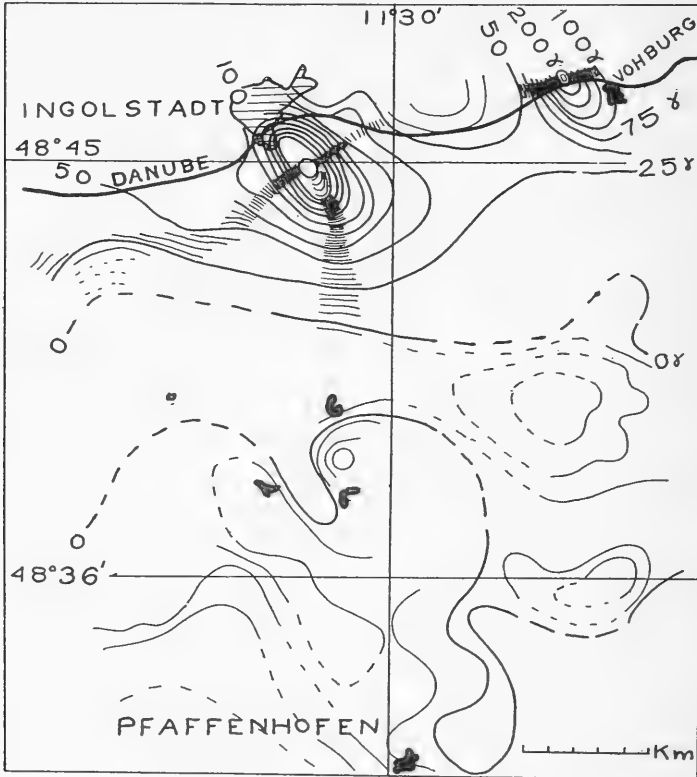 11°30'
50
200γ
100γ
VOHBURG
10
INGOLSTADT
48°45
50
DANUBE
75γ
25γ
0
0γ
0
48°36'
PFAFFENHOFEN
Km